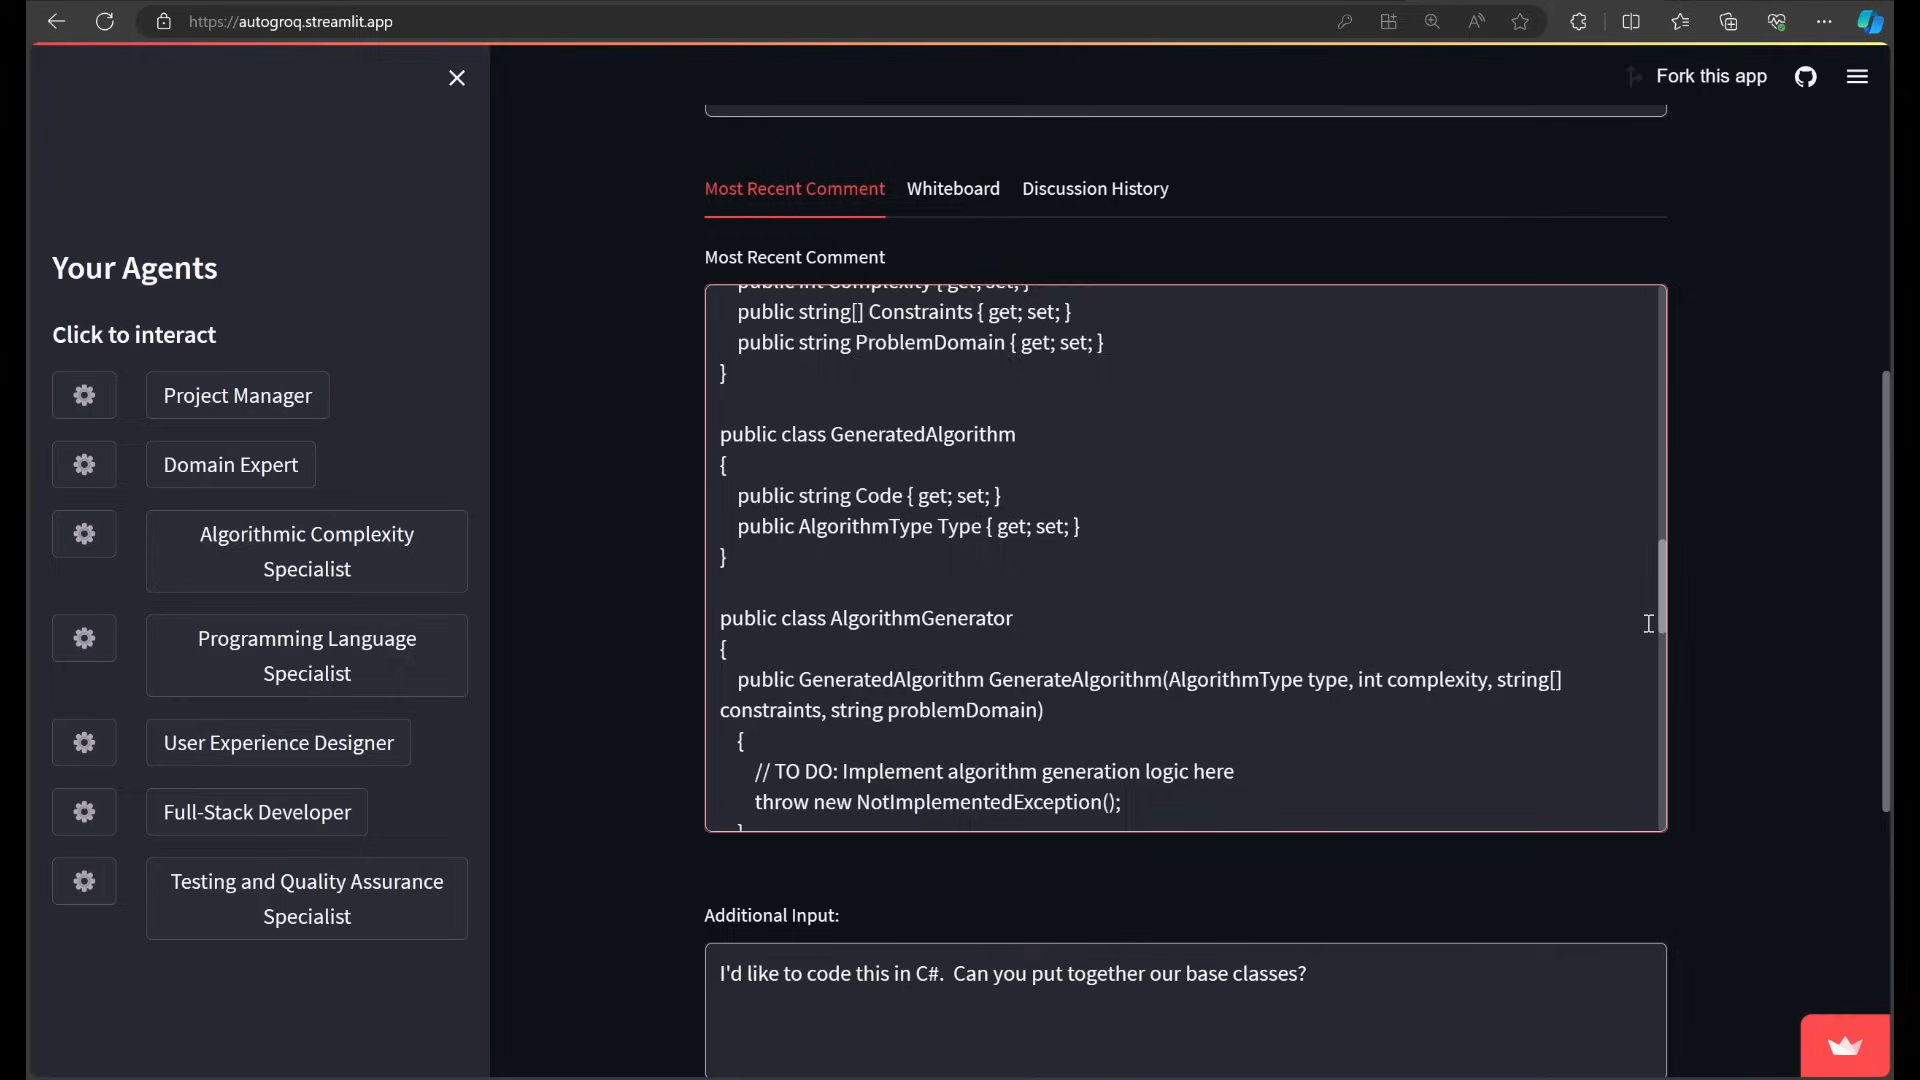 https://autogroq.streamlit.app
Fork this app
Your Agents
Click to interact
Project Manager
Domain Expert
Algorithmic Complexity
Specialist
Programming Language
Specialist
User Experience Designer
Full-Stack Developer
Testing and Quality Assurance
Specialist
Most Recent Comment Whiteboard Discussion History
Most Recent Comment
public int Complexity { get; set; }
public string[] Constraints { get; set; }
public string ProblemDomain { get; set; }
}
public class GeneratedAlgorithm
{
public string Code { get; set; }
public AlgorithmType Type { get; set; }
}
public class AlgorithmGenerator
{
public GeneratedAlgorithm GenerateAlgorithm(AlgorithmType type, int complexity, string[]
constraints, string problemDomain)
{
// TO DO: Implement algorithm generation logic here
throw new NotImplementedException();
}
Additional Input:
I'd like to code this in C#.  Can you put together our base classes?